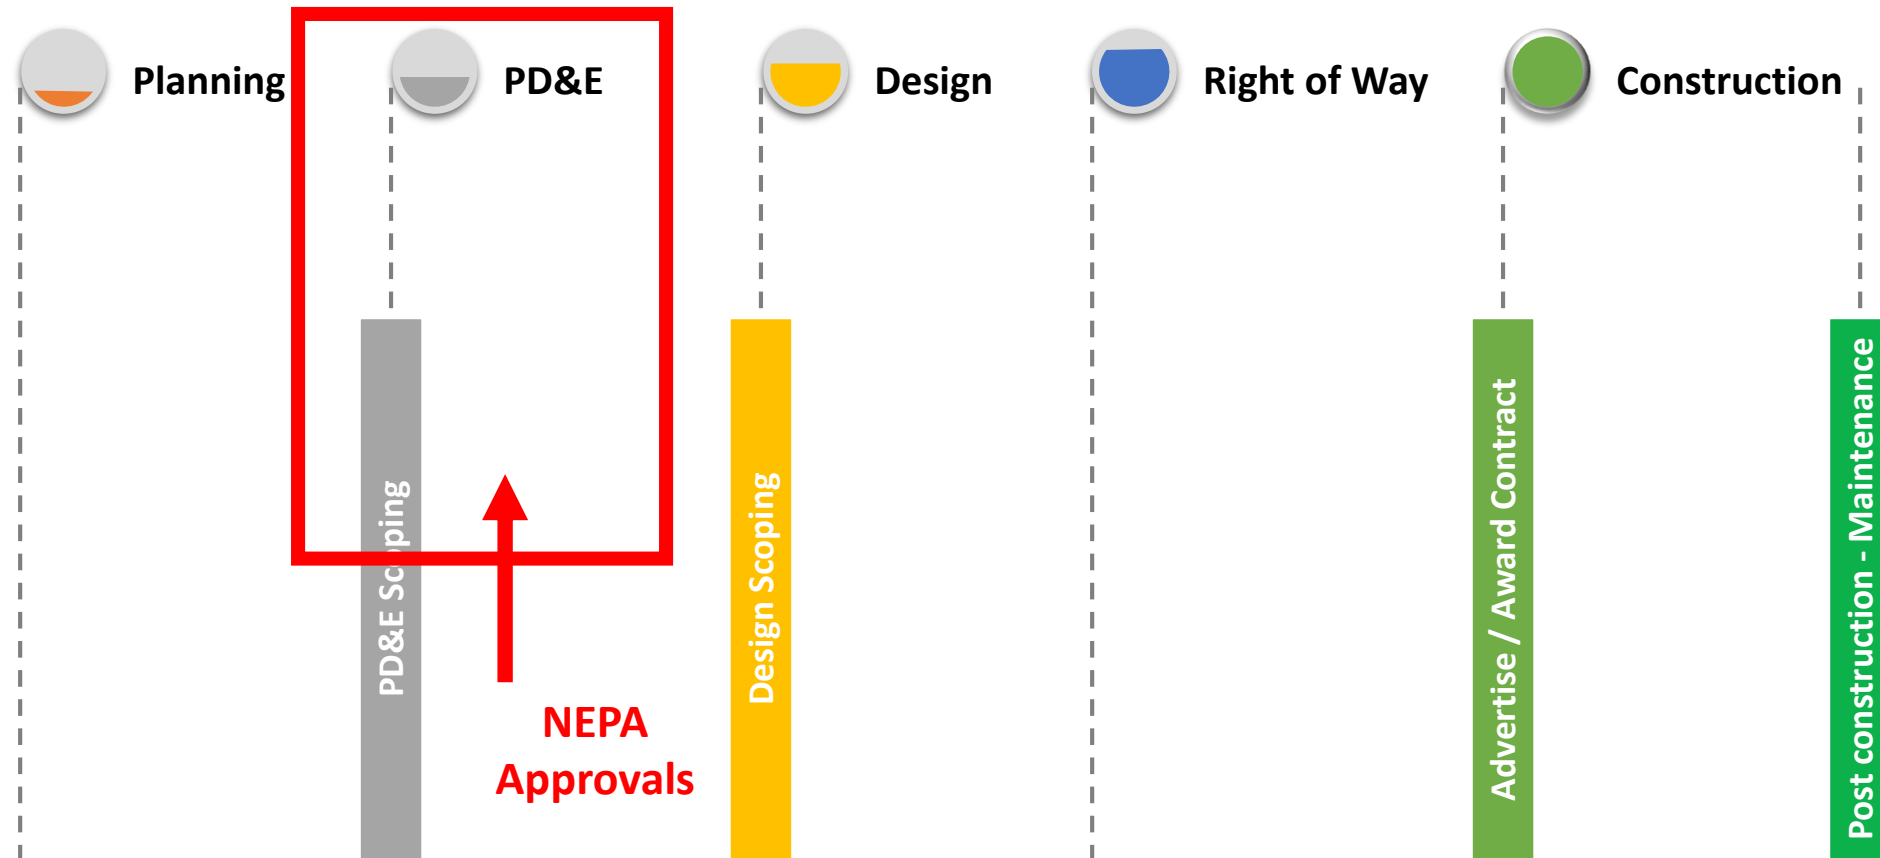 Planning
PD&E
Design
Right of Way
Construction
PD&E Scoping
NEPA
Approvals
Design Scoping
Advertise / Award Contract
Post construction - Maintenance